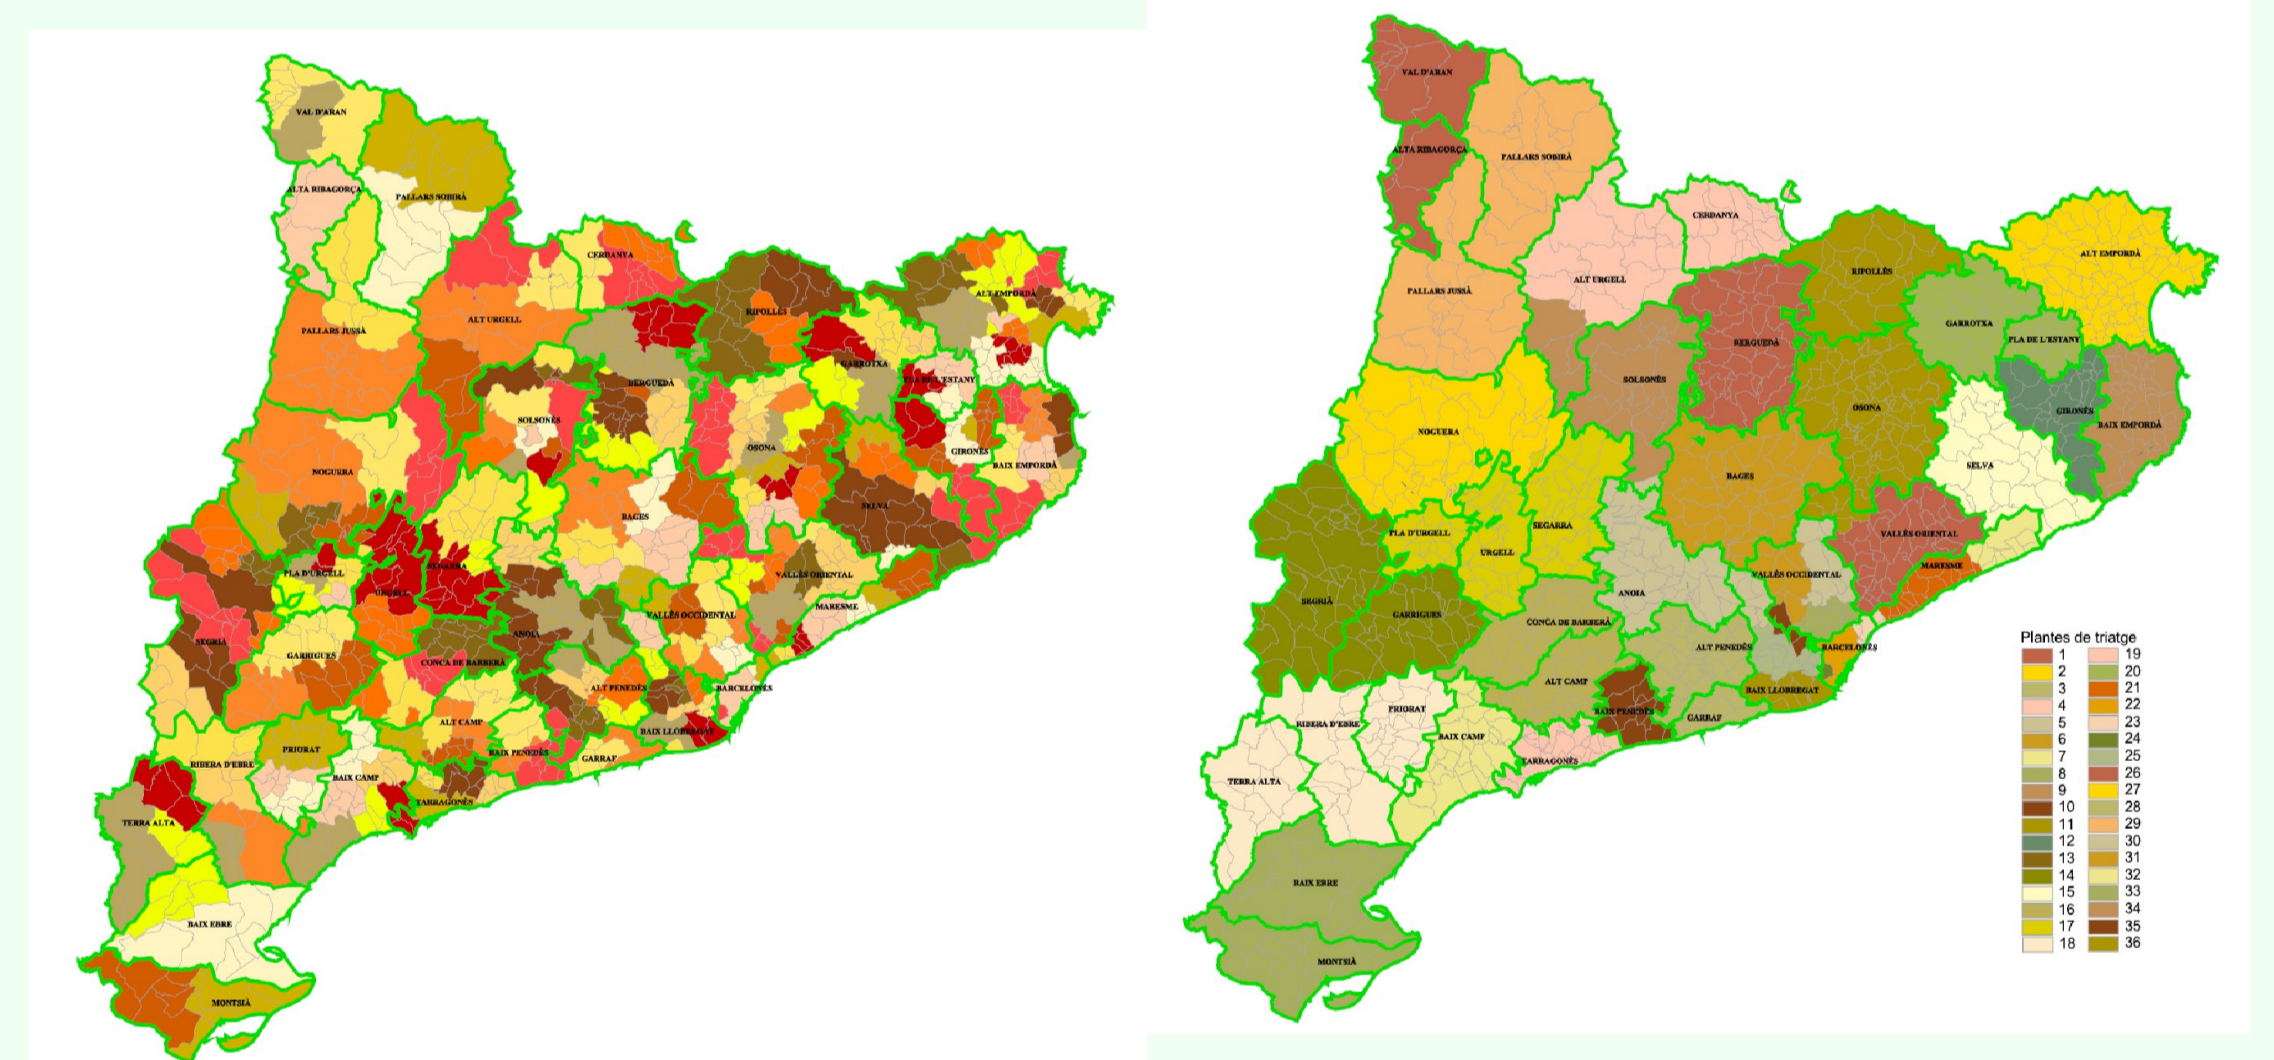 VAL D'ARAN
ALTA RIBAGORÇA
PALLARS SOBIRÀ
CERDANYA
ALT URGELL
PALLARS JUSSÀ
RIPOLLÈS
ALT EMPORDÀ
GARROTXA
PLA DE L'ESTANY
BERGUEDÀ
SOLSONÈS
OSONA
GIRONÈS
BAIX EMPORDÀ
NOGUERA
BAGES
SELVA
PLA D'URGELL
SEGARRA
URGELL
VALLÈS ORIENTAL
MARESME
VALLÈS OCCIDENTAL
SEGRIÀ
ANOIA
GARRIGUES
CONCA DE BARBERÀ
ALT PENEDÈS
BARCELONÈS
ALT CAMP
BAIX LLOBREGAT
PRIORAT
BAIX PENEDÈS
GARRAF
RIBERA D'EBRE
BAIX CAMP
TARRAGONÈS
TERRA ALTA
BAIX EBRE
MONTSIÀ
VAL D'ARAN
ALTA RIBAGORÇA
PALLARS SOBIRÀ
CERDANYA
ALT URGELL
PALLARS JUSSÀ
RIPOLLÈS
ALT EMPORDÀ
GARROTXA
PLA DE L'ESTANY
BERGUEDÀ
SOLSONÈS
OSONA
GIRONÈS
BAIX EMPORDÀ
NOGUERA
BAGES
SELVA
PLA D'URGELL
SEGARRA
URGELL
VALLÈS ORIENTAL
MARESME
VALLÈS OCCIDENTAL
SEGRIÀ
ANOIA
GARRIGUES
CONCA DE BARBERÀ
ALT PENEDÈS
BARCELONÈS
ALT CAMP
BAIX LLOBREGAT
PRIORAT
BAIX PENEDÈS
GARRAF
RIBERA D'EBRE
BAIX CAMP
TARRAGONÈS
TERRA ALTA
BAIX EBRE
MONTSIÀ
Plantes de triatge
1 19
2 20
3 21
4 22
5 23
6 24
7 25
8 26
9 27
10 28
11 29
12 30
13 31
14 32
15 33
16 34
17 35
18 36